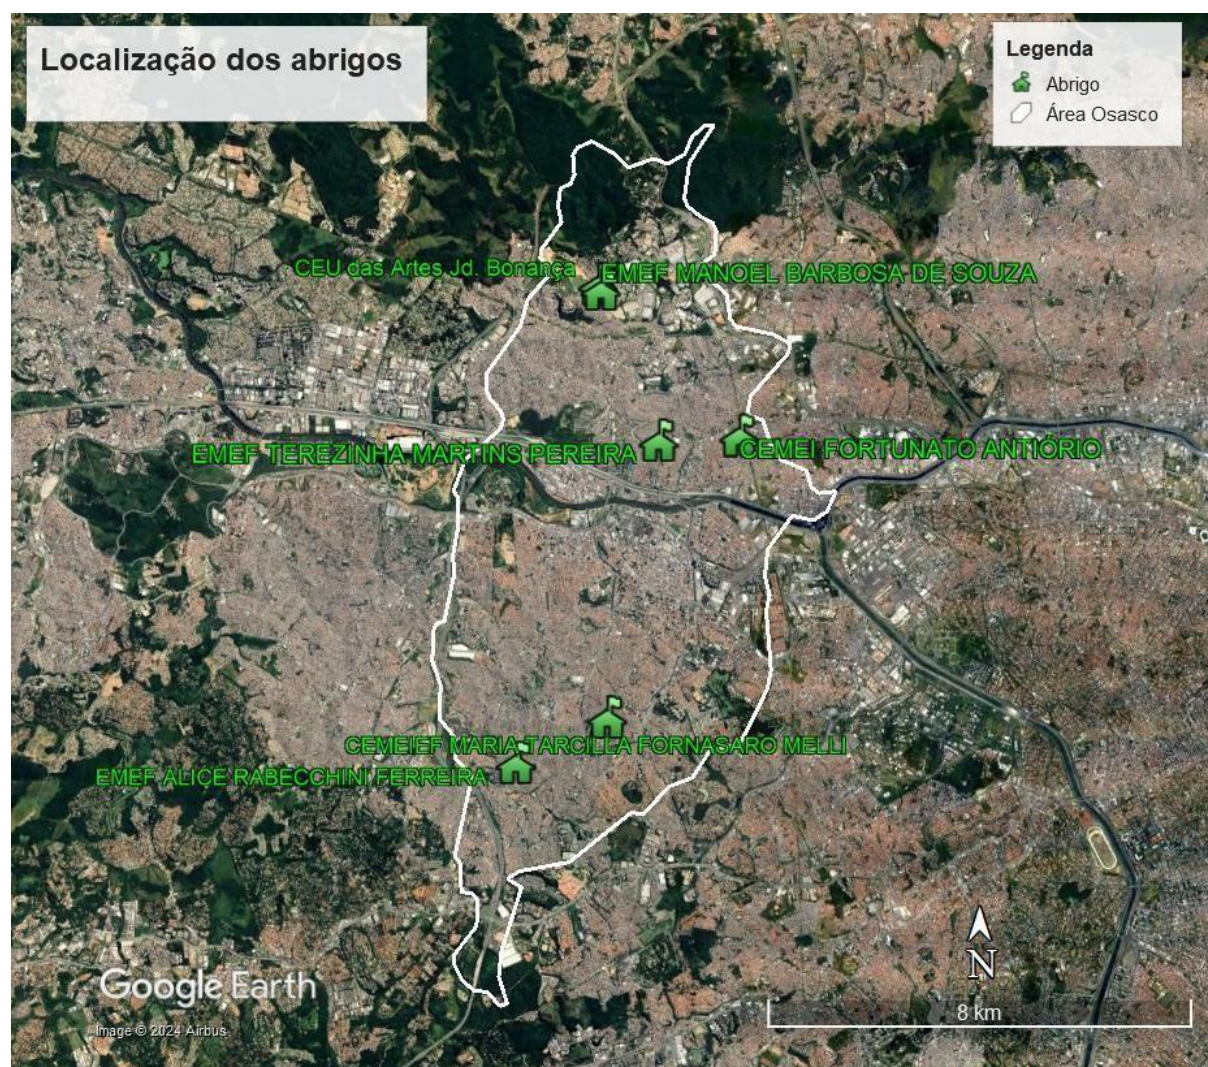 Localização dos abrigos
Legenda
Abrigo
Área Osasco
CEU das Artes Jd. Bonança
EMEF MANOEL BARBOSA DE SOUZA
EMEF TEREZINHA MARTINS PEREIRA
CEMEI FORTUNATO ANTIÓRIO
CEMEIEF MARIA TARCILLA FORNASARO MELLI
EMEF ALICE RABECCHINI FERREIRA
N
Google Earth
8 km
Image © 2024 Airbus